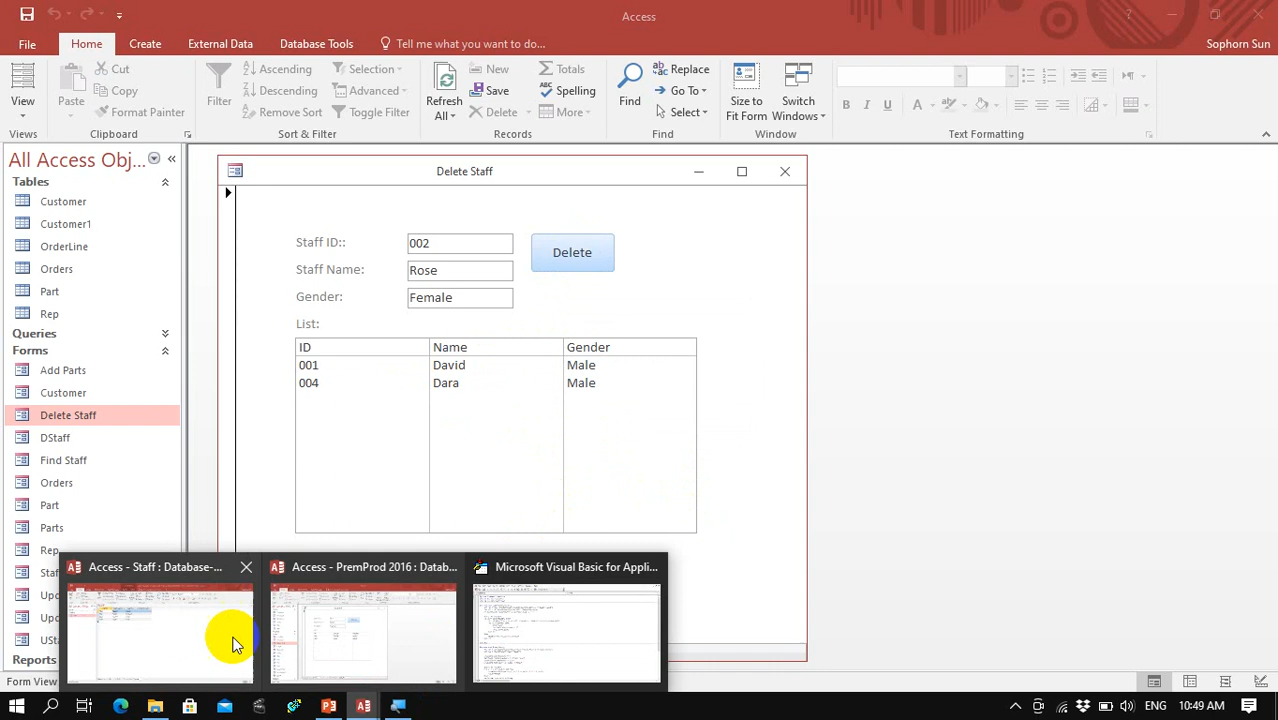 Access
?
File
Home
Create
External Data
Database Tools
Tell me what you want to do...
Sophorn Sun
View
Views
Paste
Cut
Copy
Format Painter
Clipboard
Filter
Ascending
Descending
Remove Sort
Selection
Advanced
Toggle Filter
Sort & Filter
Refresh
All
New
Save
Delete
Totals
Spelling
More
Records
Find
Replace
Go To
Select
Find
Size to
Fit Form
Switch
Windows
Window
B I U
A
Text Formatting
All Access Obj...
Tables
Customer
Customer1
OrderLine
Orders
Part
Rep
Queries
Forms
Add Parts
Customer
Delete Staff
DStaff
Find Staff
Orders
Part
Parts
Rep
Sta
Upd
Upd
USta
Reports
Form View
Delete Staff
Staff ID::
002
Delete
Staff Name:
Rose
Gender:
Female
List:
ID Name Gender
001 David Male
004 Dara Male
Access - Staff : Database-...
Access - PremProd 2016 : Datab...
Microsoft Visual Basic for Appli...
10:49 AM